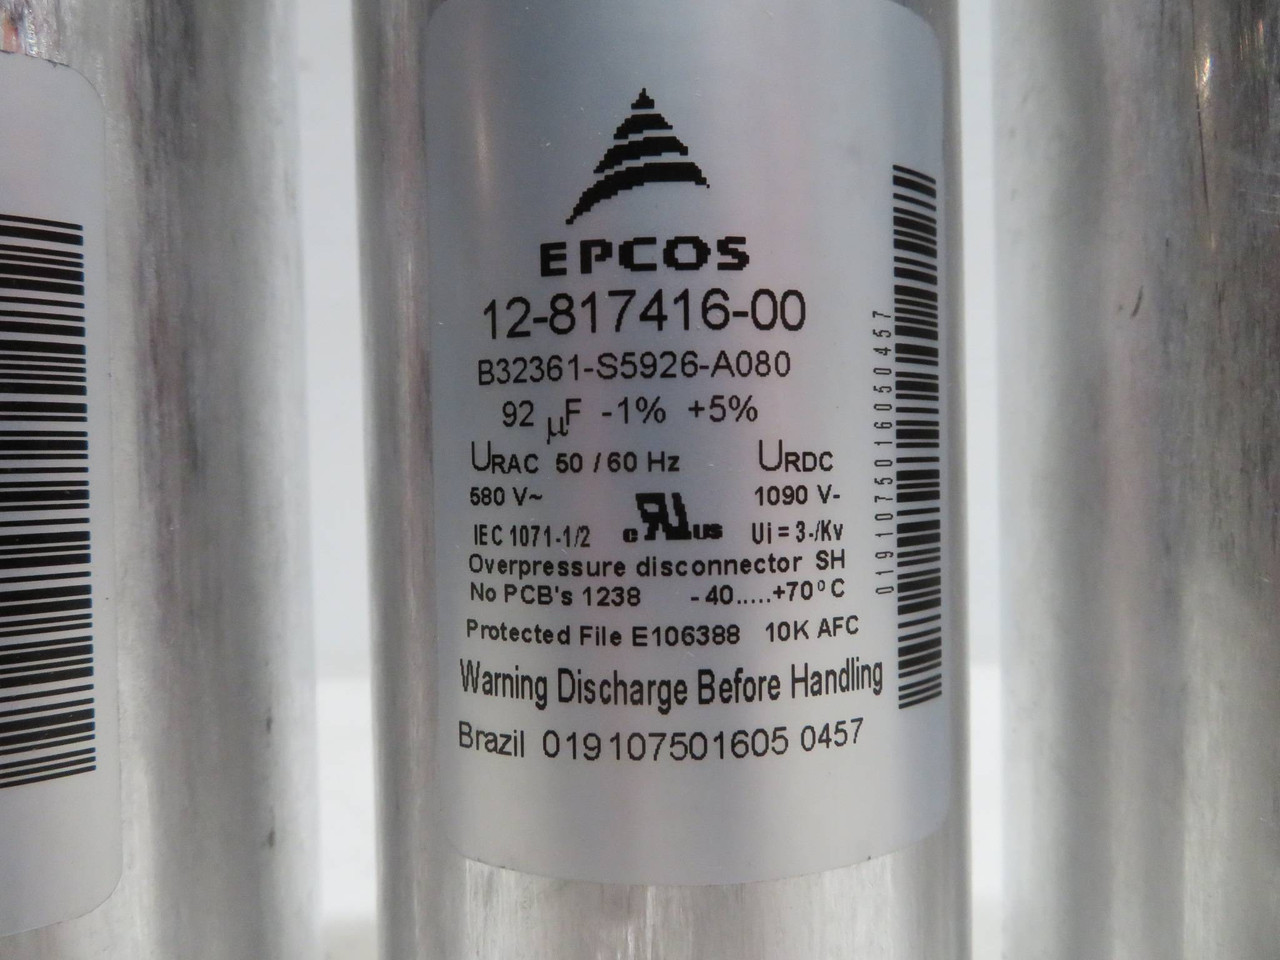 EPCOS
12-817416-00
B32361-S5926-A080
92 µF -1% +5%
URAC 50 / 60 Hz URDC
580 V~ 1090 V-
IEC 1071-1/2 c RU us Ui = 3-/Kv
Overpressure disconnector SH
No PCB's 1238 - 40.....+70°C
Protected File E106388 10K AFC
Warning Discharge Before Handling
Brazil 019107501605 0457
0191075016050457